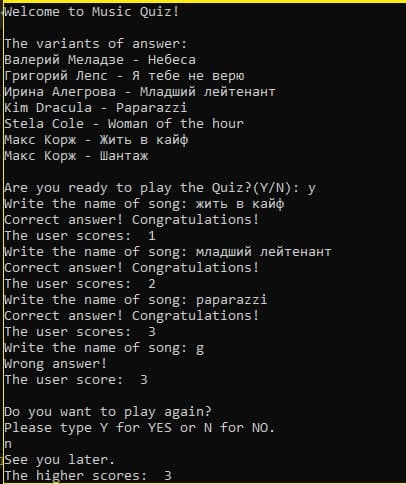 Welcome to Music Quiz!
The variants of answer:
Валерий Меладзе - Небеса
Григорий Лепс - Я тебе не верю
Ирина Алегрова - Младший лейтенант
Kim Dracula - Paparazzi
Stela Cole - Woman of the hour
Макс Корж - Жить в кайф
Макс Корж - Шантаж
Are you ready to play the Quiz?(Y/N): y
Write the name of song: жить в кайф
Correct answer! Congratulations!
The user scores:  1
Write the name of song: младший лейтенант
Correct answer! Congratulations!
The user scores:  2
Write the name of song: paparazzi
Correct answer! Congratulations!
The user scores:  3
Write the name of song: g
Wrong answer!
The user score:  3
Do you want to play again?
Please type Y for YES or N for NO.
n
See you later.
The higher scores:  3